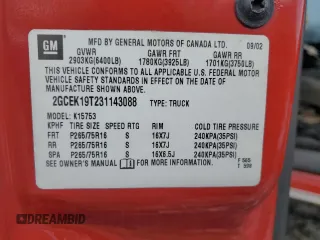 GM MFD BY GENERAL MOTORS OF CANADA LTD. 09/02
GVWR GAWR FRT GAWR RR
2903KG(6400LB) 1780KG(3925LB) 1701KG(3750LB)
THIS VEHICLE CONFORMS TO ALL APPLICABLE U.S. FEDERAL MOTOR
VEHICLE SAFETY STANDARDS IN EFFECT ON THE DATE OF
MANUFACTURE SHOWN ABOVE.
2GCEK19T231143088 TYPE: TRUCK
MODEL: K15753
KPHF TIRE SIZE SPEED RTG RIM COLD TIRE PRESSURE
FRT P265/75R16 S 16X7J 240KPA(35PSI)
RR P265/75R16 S 16X7J 240KPA(35PSI)
SPA P265/75R16 S 16X6.5J 240KPA(35PSI)
SEE OWNER'S MANUAL FOR ADDITIONAL INFORMATION.
DREAMBID